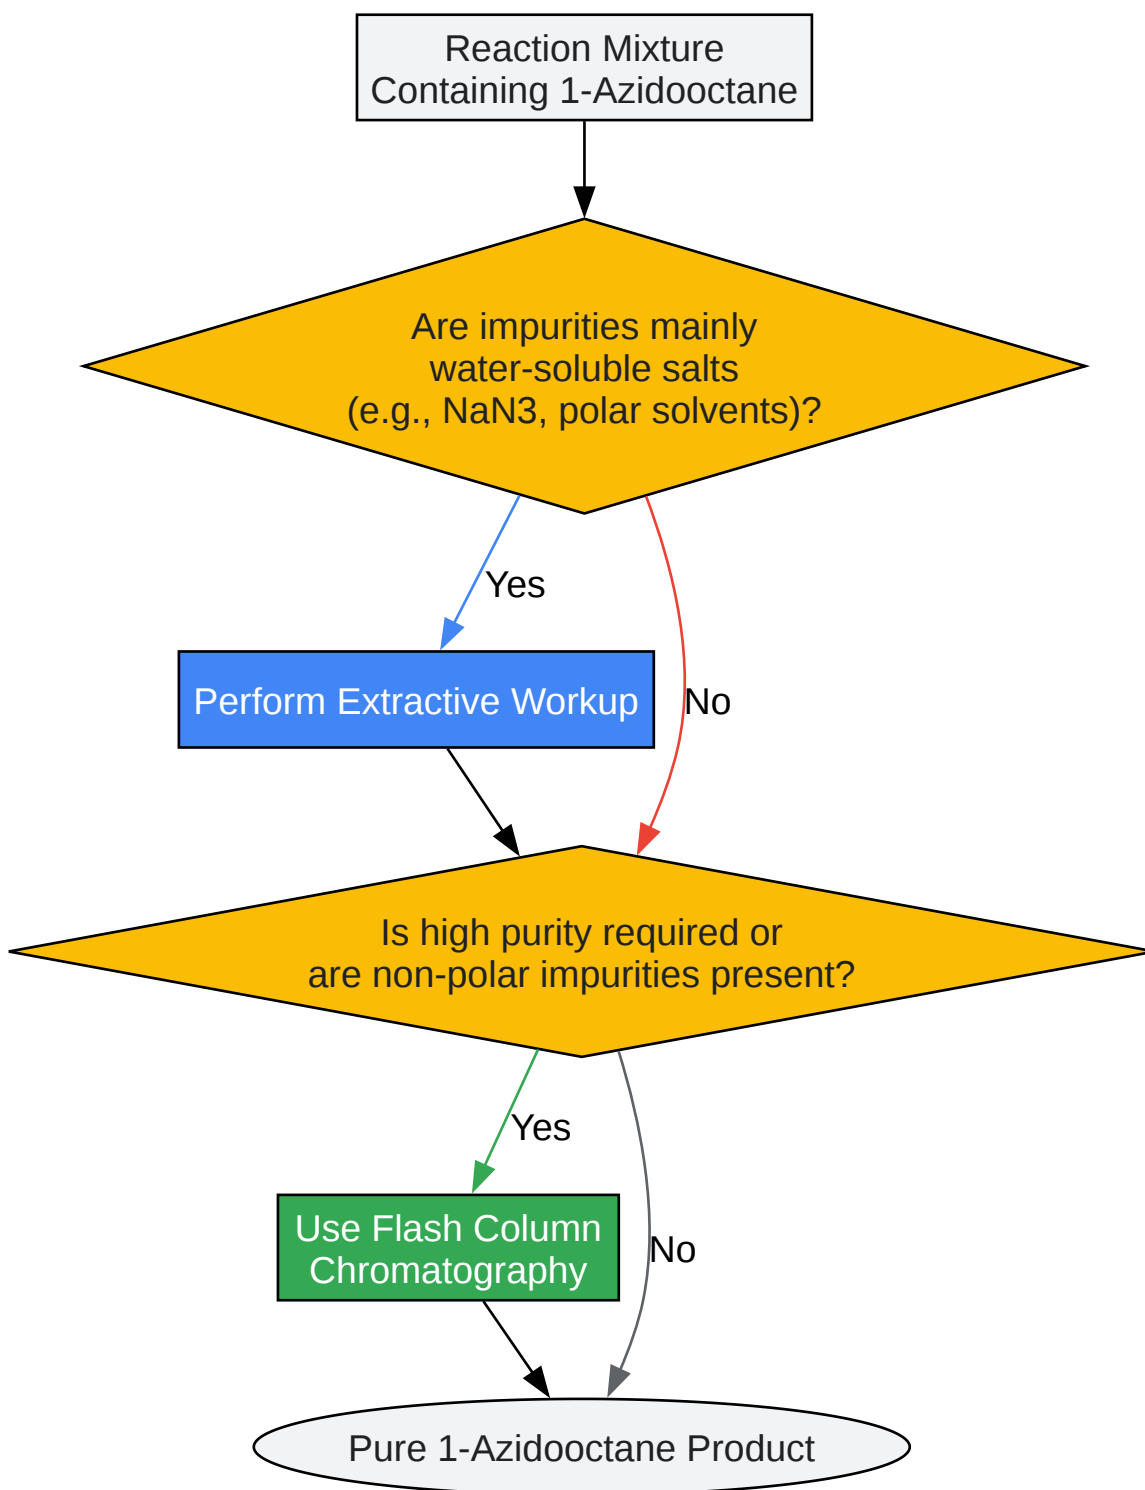 Reaction Mixture
Containing 1-Azidooctane
Are impurities mainly
water-soluble salts
(e.g., NaN3, polar solvents)?
Yes
Perform Extractive Workup
No
Is high purity required or
are non-polar impurities present?
Yes
Use Flash Column
Chromatography
No
Pure 1-Azidooctane Product